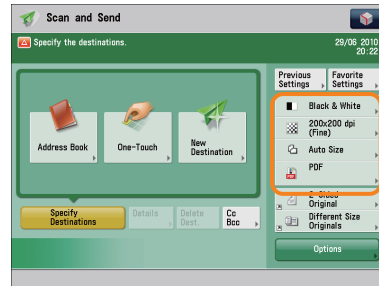 Scan and Send
Specify the destinations.
29/06 2010
20:22
Previous
Settings
Favorite
Settings
Black & White
200x200 dpi
(Fine)
Auto Size
PDF
2-Sided
Original
Different Size
Originals
Options
Address Book
One-Touch
New
Destination
Specify
Destinations
Details
Delete
Dest.
Cc
Bcc